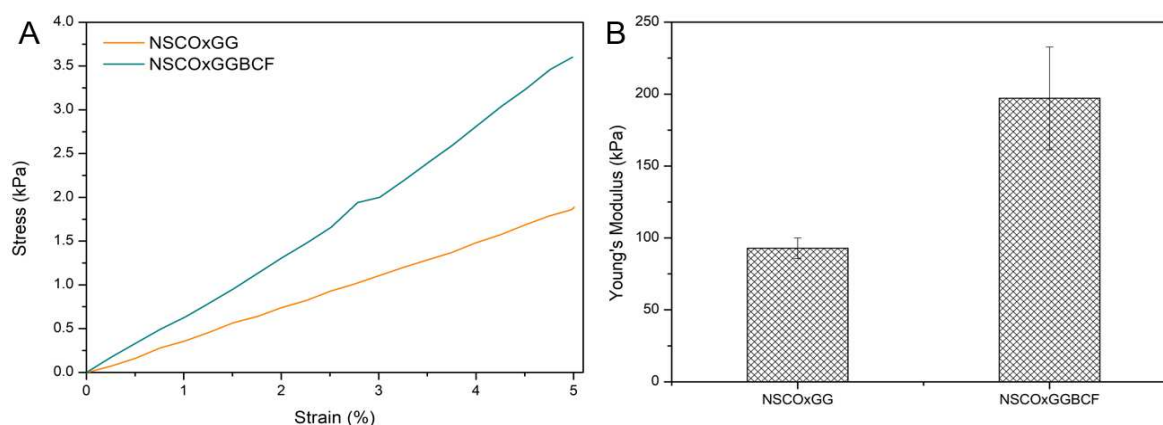 A
NSCOxGG
NSCOxGGBCF
4.0
3.5
3.0
2.5
2.0
1.5
1.0
0.5
0.0
Stress (kPa)
0 1 2 3 4 5
Strain (%)
B
250
200
150
100
50
0
Young's Modulus (kPa)
NSCOxGG NSCOxGGBCF